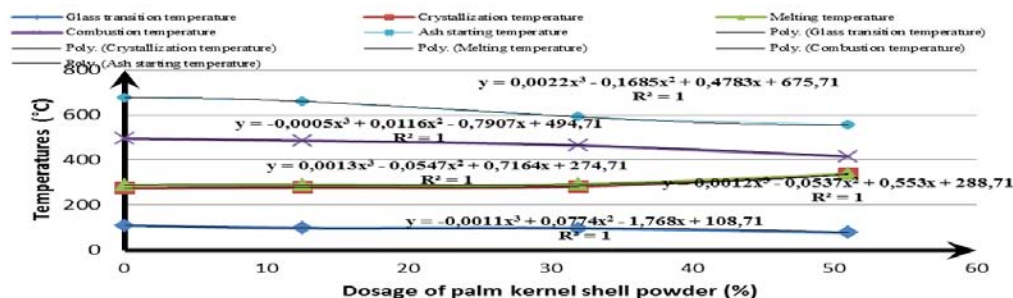 Glass transition temperature
Crystallization temperature
Melting temperature
Combustion temperature
Ash starting temperature
Poly. (Glass transition temperature)
Poly. (Crystallization temperature)
Poly. (Melting temperature)
Poly. (Combustion temperature)
Poly. (Ash starting temperature)
800
600
400
200
0
Temperatures (°C)
y = 0,0022x³ - 0,1685x² + 0,4783x + 675,71
R² = 1
y = -0,0005x³ + 0,0116x² - 0,7907x + 494,71
R² = 1
y = 0,0013x³ - 0,0547x² + 0,7164x + 274,71
R² = 1
y = 0,0012x³ - 0,0537x² + 0,553x + 288,71
R² = 1
y = -0,0011x³ + 0,0774x² - 1,768x + 108,71
R² = 1
0 10 20 30 40 50 60
Dosage of palm kernel shell powder (%)